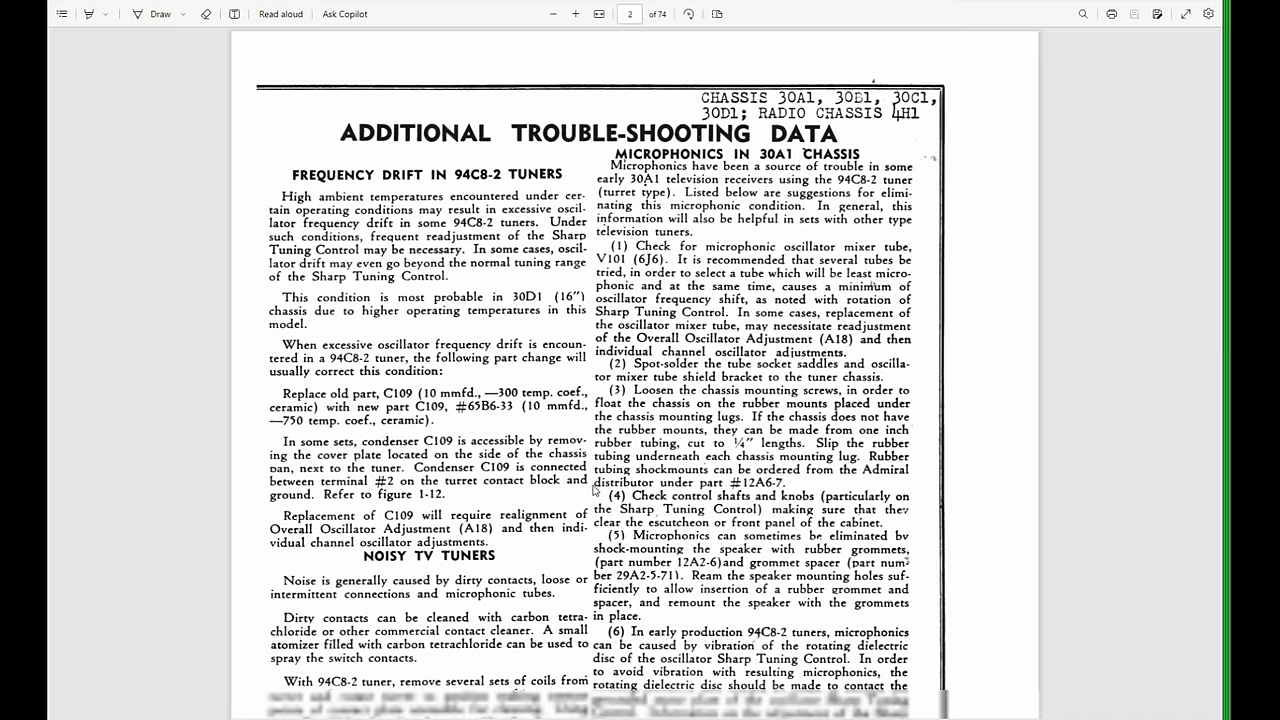 Draw
Read aloud
Ask Copilot
2
of 74
CHASSIS 30A1, 30B1, 30C1,
30D1; RADIO CHASSIS 4H1
ADDITIONAL TROUBLE-SHOOTING DATA
FREQUENCY DRIFT IN 94C8-2 TUNERS
High ambient temperatures encountered under cer-
tain operating conditions may result in excessive oscil-
lator frequency drift in some 94C8-2 tuners. Under
such conditions, frequent readjustment of the Sharp
Tuning Control may be necessary. In some cases, oscil-
lator drift may even go beyond the normal tuning range
of the Sharp Tuning Control.
This condition is most probable in 30D1 (16")
chassis due to higher operating temperatures in this
model.
When excessive oscillator frequency drift is encoun-
tered in a 94C8-2 tuner, the following part change will
usually correct this condition:
Replace old part, C109 (10 mmfd., —300 temp. coef.,
ceramic) with new part C109, #65B6-33 (10 mmfd.,
—750 temp. coef., ceramic).
In some sets, condenser C109 is accessible by remov-
ing the cover plate located on the side of the chassis
pan, next to the tuner. Condenser C109 is connected
between terminal #2 on the turret contact block and
ground. Refer to figure 1-12.
Replacement of C109 will require realignment of
Overall Oscillator Adjustment (A18) and then indi-
vidual channel oscillator adjustments.
NOISY TV TUNERS
Noise is generally caused by dirty contacts, loose or
intermittent connections and microphonic tubes.
Dirty contacts can be cleaned with carbon tetra-
chloride or other commercial contact cleaner. A small
atomizer filled with carbon tetrachloride can be used to
spray the switch contacts.
With 94C8-2 tuner, remove several sets of coils from
MICROPHONICS IN 30A1 CHASSIS
Microphonics have been a source of trouble in some
early 30A1 television receivers using the 94C8-2 tuner
(turret type). Listed below are suggestions for elimi-
nating this microphonic condition. In general, this
information will also be helpful in sets with other type
television tuners.
(1) Check for microphonic oscillator mixer tube,
V101 (6J6). It is recommended that several tubes be
tried, in order to select a tube which will be least micro-
phonic and at the same time, causes a minimum of
oscillator frequency shift, as noted with rotation of
Sharp Tuning Control. In some cases, replacement of
the oscillator mixer tube, may necessitate readjustment
of the Overall Oscillator Adjustment (A18) and then
individual channel oscillator adjustments.
(2) Spot-solder the tube socket saddles and oscilla-
tor mixer tube shield bracket to the tuner chassis.
(3) Loosen the chassis mounting screws, in order to
float the chassis on the rubber mounts placed under
the chassis mounting lugs. If the chassis does not have
the rubber mounts, they can be made from one inch
rubber tubing, cut to ¼" lengths. Slip the rubber
tubing underneath each chassis mounting lug. Rubber
tubing shockmounts can be ordered from the Admiral
distributor under part #12A6-7.
(4) Check control shafts and knobs (particularly on
the Sharp Tuning Control) making sure that they
clear the escutcheon or front panel of the cabinet.
(5) Microphonics can sometimes be eliminated by
shock-mounting the speaker with rubber grommets,
(part number 12A2-6)and grommet spacer (part num-
ber 29A2-5-71). Ream the speaker mounting holes suf-
ficiently to allow insertion of a rubber grommet and
spacer, and remount the speaker with the grommets
in place.
(6) In early production 94C8-2 tuners, microphonics
can be caused by vibration of the rotating dielectric
disc of the oscillator Sharp Tuning Control. In order
to avoid vibration with resulting microphonics, the
rotating dielectric disc should be made to contact the